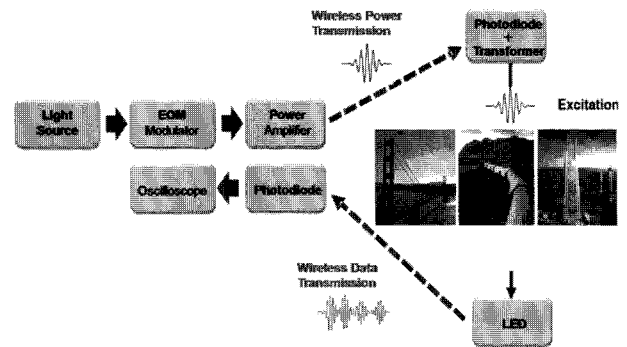 Wireless Power
Transmission
Photodiode
+
Transformer
Excitation
Light
Source
EOM
Modulator
Power
Amplifier
Oscilloscope
Photodiode
Wireless Data
Transmission
LED